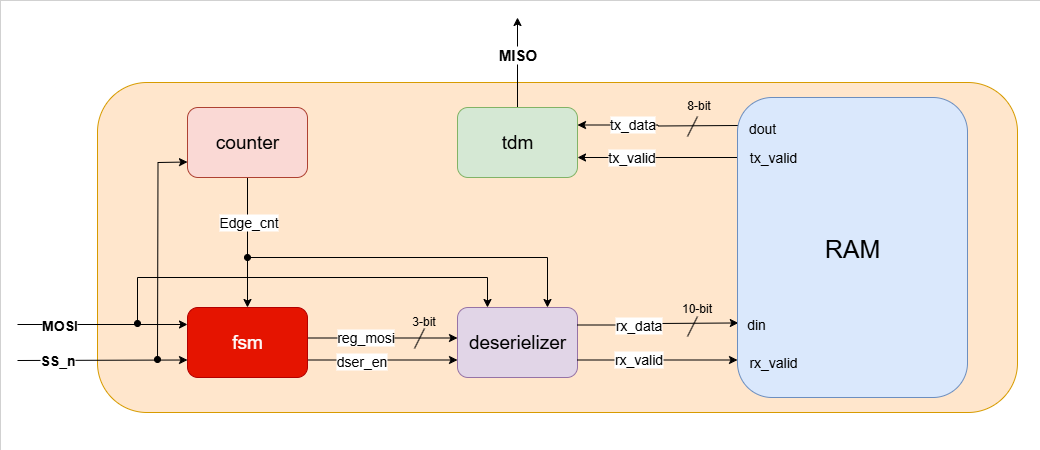 MISO
counter
tdm
8-bit
tx_data
dout
tx_valid
tx_valid
Edge_cnt
RAM
MOSI
fsm
3-bit
reg_mosi
deserielizer
10-bit
rx_data
din
SS_n
dser_en
rx_valid
rx_valid